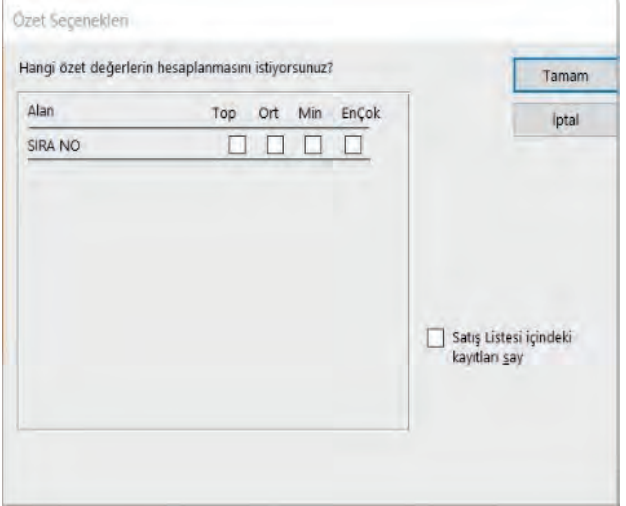 Özet Seçenekleri
Hangi özet değerlerin hesaplanmasını istiyorsunuz?
Tamam
İptal
Alan Top Ort Min EnÇok
SIRA NO
Satış Listesi içindeki
kayıtları say